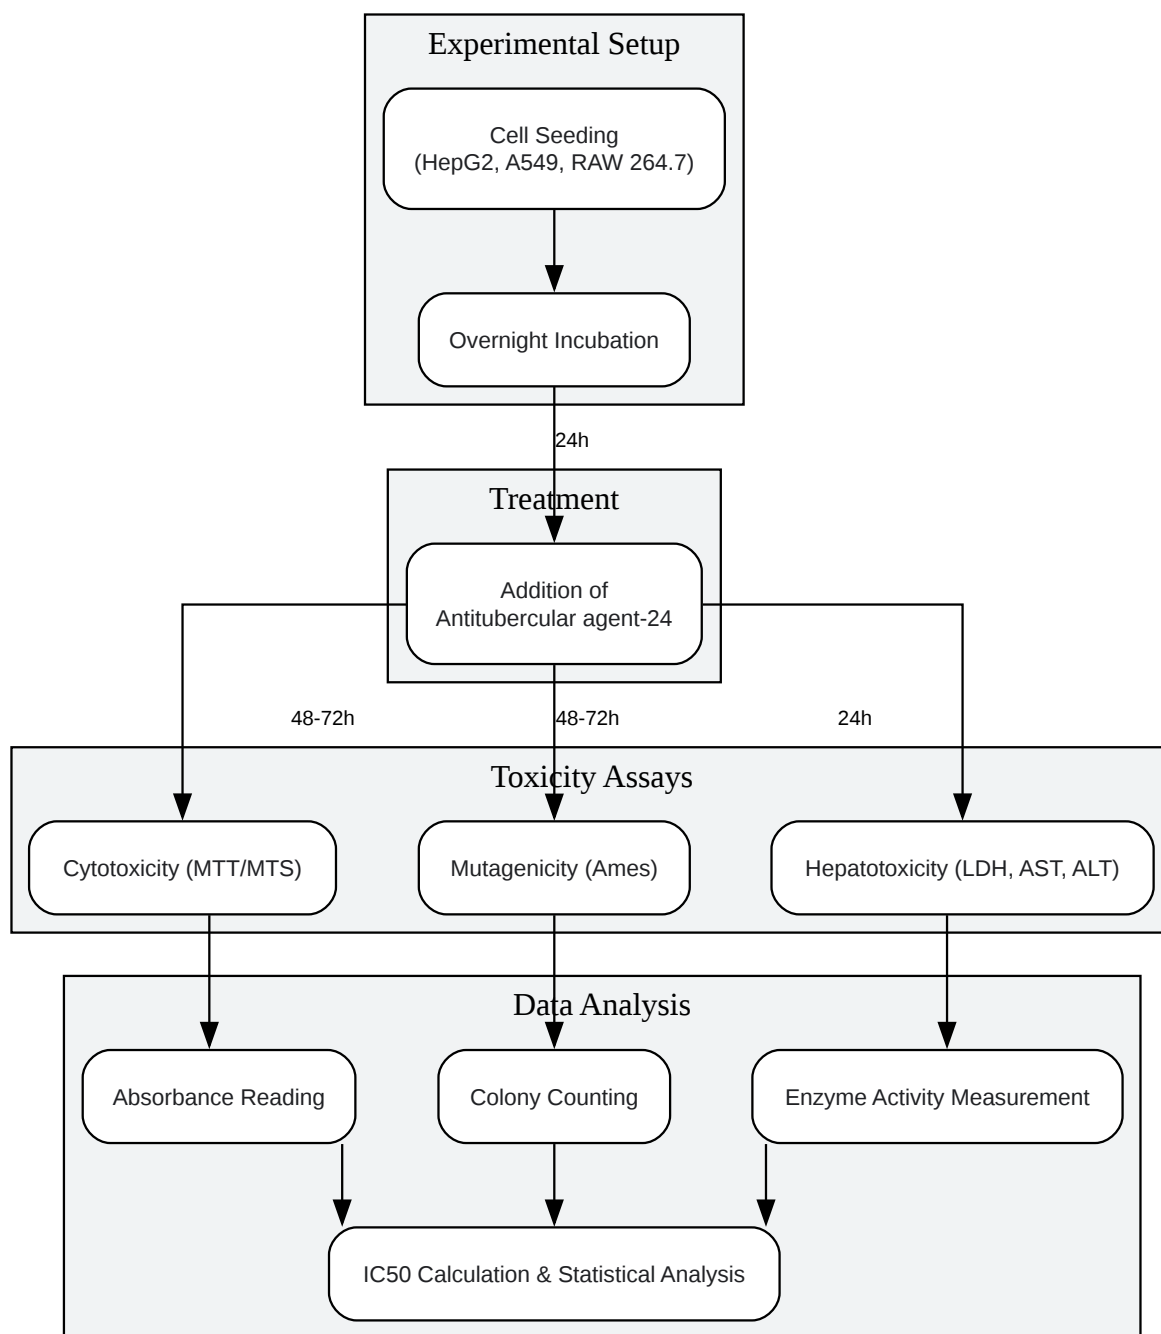 Experimental Setup
Cell Seeding
(HepG2, A549, RAW 264.7)
Overnight Incubation
24h
Treatment
Addition of
Antitubercular agent-24
48-72h
48-72h
24h
Toxicity Assays
Cytotoxicity (MTT/MTS)
Mutagenicity (Ames)
Hepatotoxicity (LDH, AST, ALT)
Data Analysis
Absorbance Reading
Colony Counting
Enzyme Activity Measurement
IC50 Calculation & Statistical Analysis